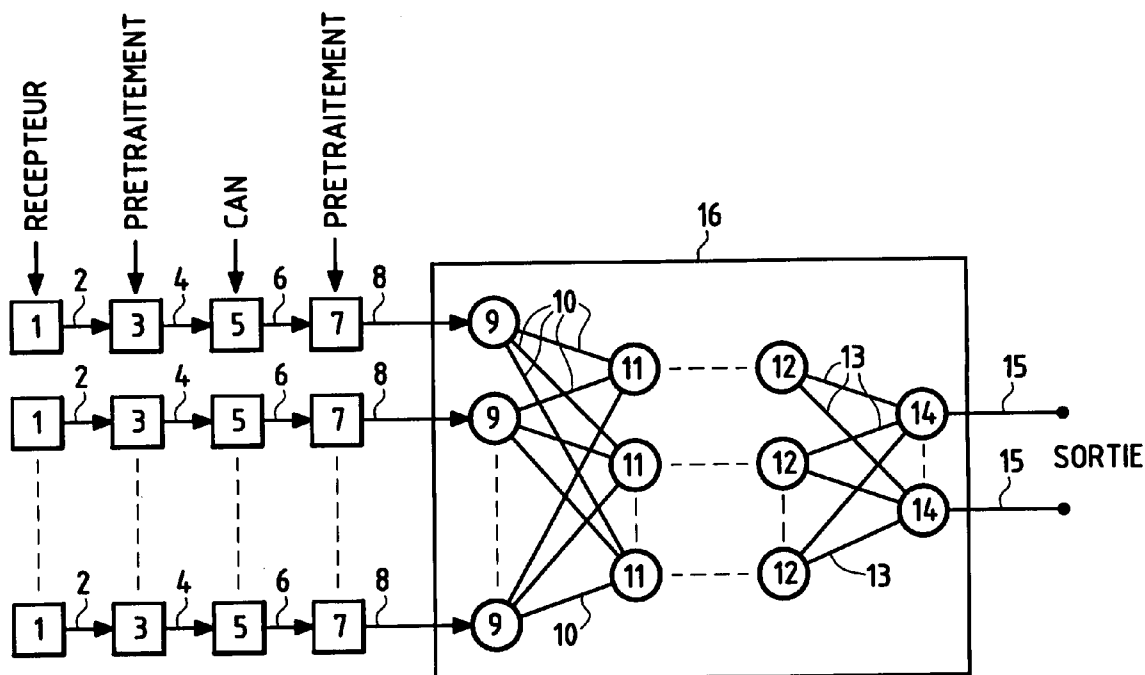 RECEPTEUR
PRETRAITEMENT
CAN
PRETRAITEMENT
16
2 4 6 8
1 3 5 7 9 10
11 12 13 15
2 4 6 8
1 3 5 7 9 14
11 12 15 SORTIE
14
2 4 6 8 11 12 13
1 3 5 7 9 10